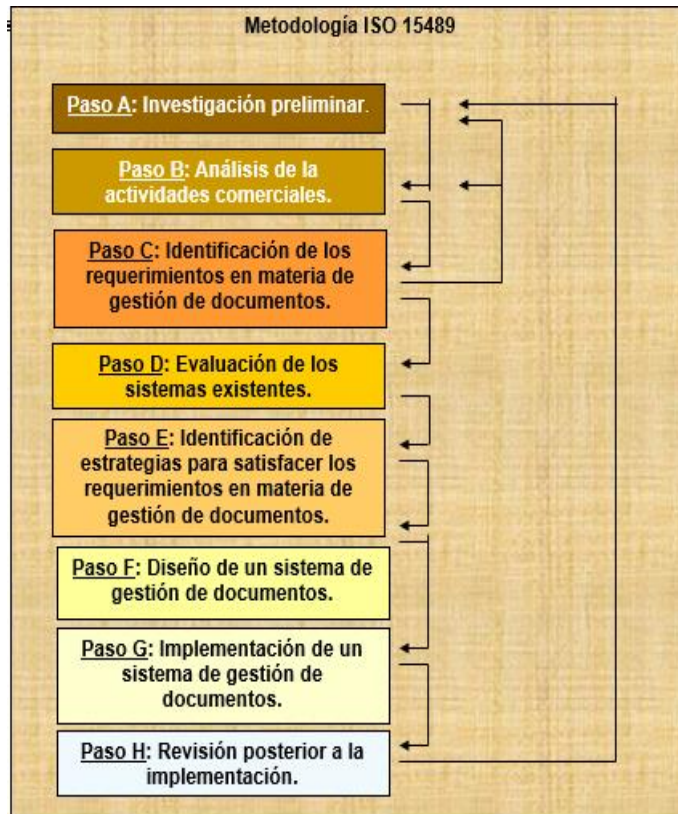 Metodología ISO 15489
Paso A: Investigación preliminar.
Paso B: Análisis de la
actividades comerciales.
Paso C: Identificación de los
requerimientos en materia de
gestión de documentos.
Paso D: Evaluación de los
sistemas existentes.
Paso E: Identificación de
estrategias para satisfacer los
requerimientos en materia de
gestión de documentos.
Paso F: Diseño de un sistema de
gestión de documentos.
Paso G: Implementación de un
sistema de gestión de
documentos.
Paso H: Revisión posterior a la
implementación.